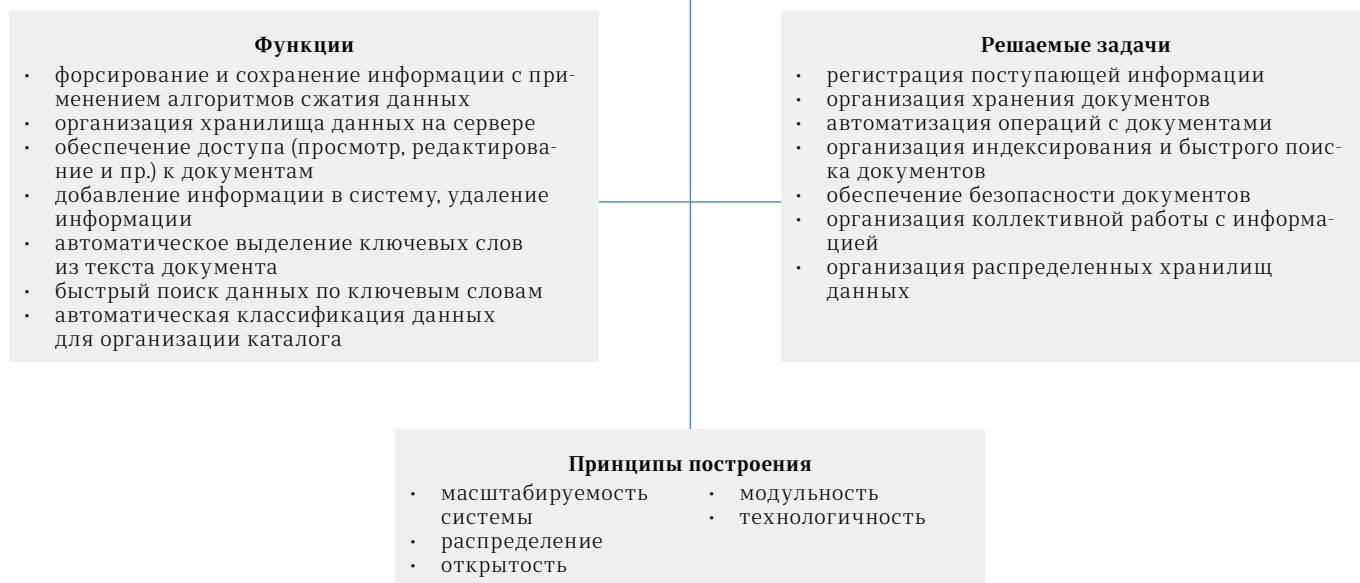 Функции
• форсирование и сохранение информации с при-
менением алгоритмов сжатия данных
• организация хранилища данных на сервере
• обеспечение доступа (просмотр, редактирова-
ние и пр.) к документам
• добавление информации в систему, удаление
информации
• автоматическое выделение ключевых слов
из текста документа
• быстрый поиск данных по ключевым словам
• автоматическая классификация данных
для организации каталога
Решаемые задачи
• регистрация поступающей информации
• организация хранения документов
• автоматизация операций с документами
• организация индексирования и быстрого поис-
ка документов
• обеспечение безопасности документов
• организация коллективной работы с информа-
цией
• организация распределенных хранилищ
данных
Принципы построения
• масштабируемость
системы
• распределение
• открытость
• модульность
• технологичность